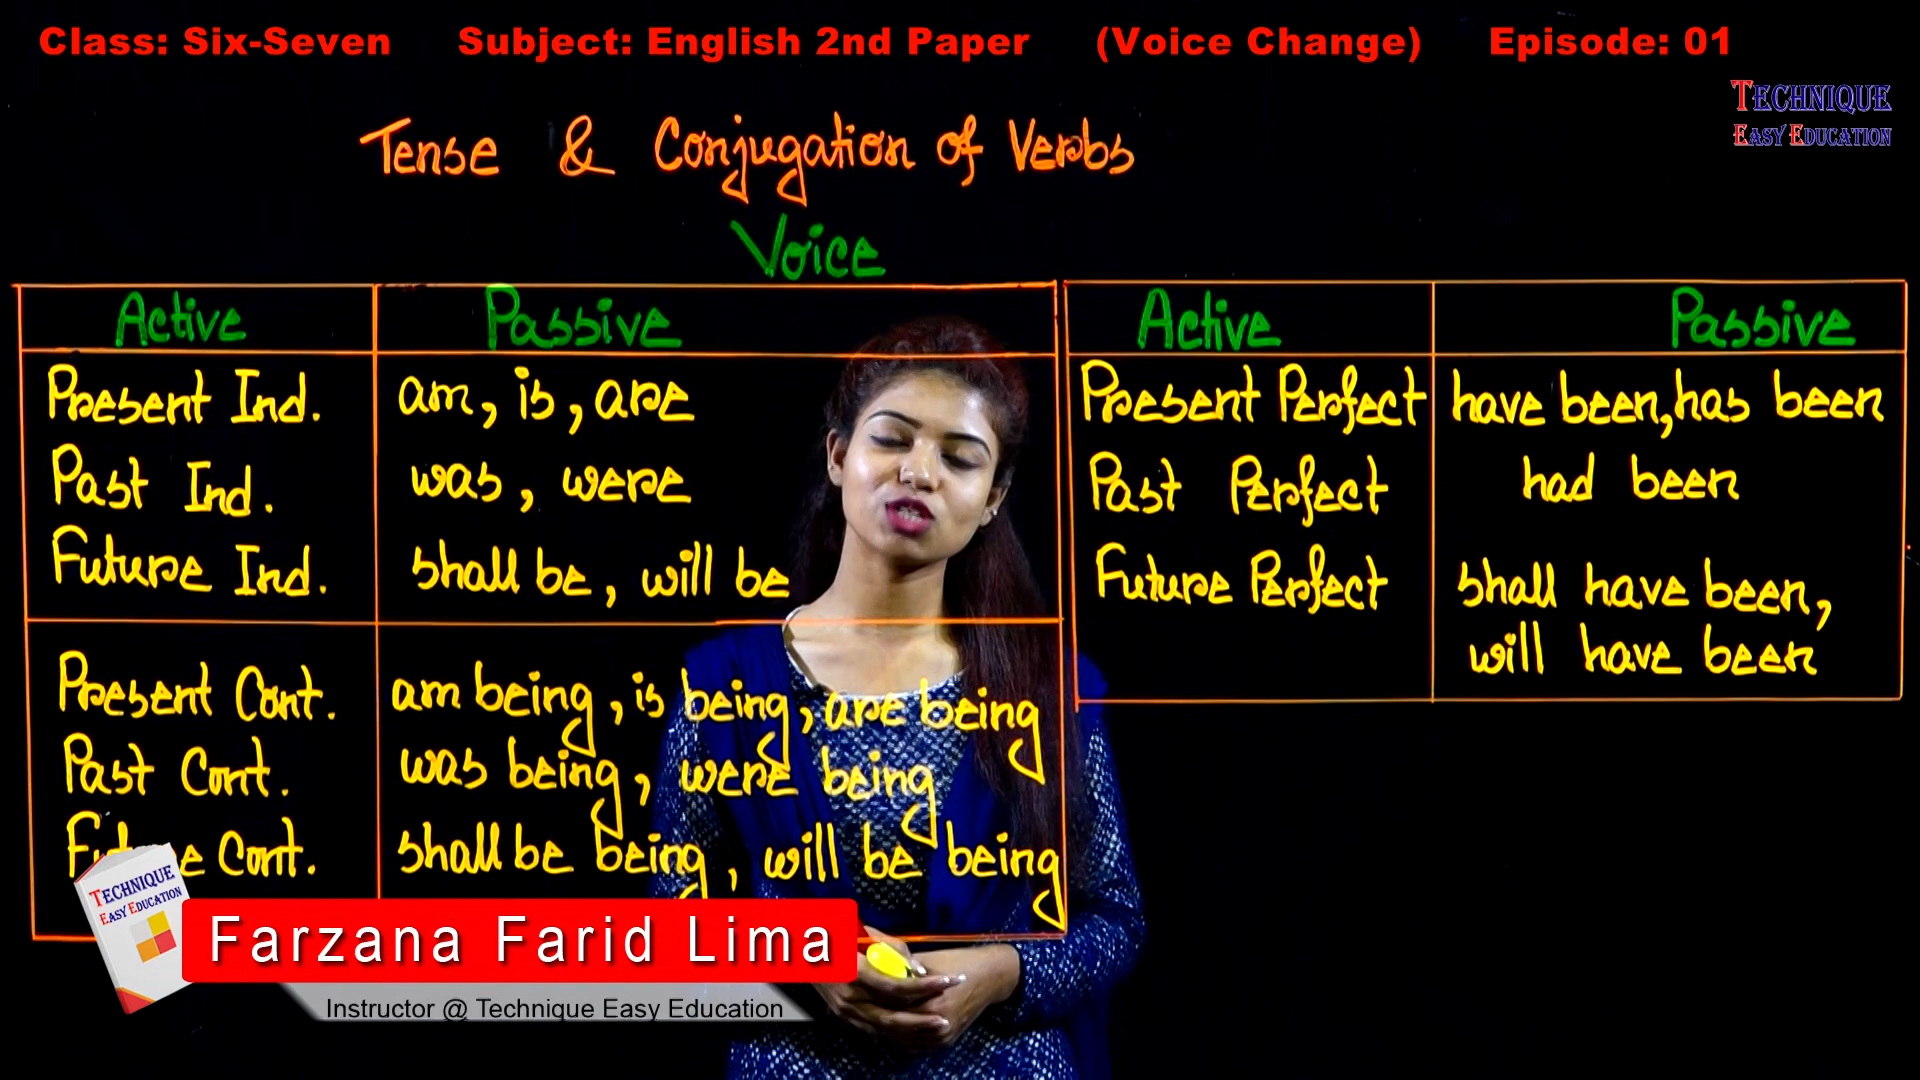 Class: Six-Seven Subject: English 2nd Paper (Voice Change) Episode: 01
TECHNIQUE
EASY EDUCATION
Tense & Conjugation of Verbs
Voice
Active Passive
Present Ind. am, is, are
Past Ind. was, were
Future Ind. shall be, will be
Present Cont. am being, is being, are being
Past Cont. was being, were being
Future Cont. shall be being, will be being
Active Passive
Present Perfect have been, has been
Past Perfect had been
Future Perfect shall have been,
will have been
TECHNIQUE
EASY EDUCATION
Farzana Farid Lima
Instructor @ Technique Easy Education